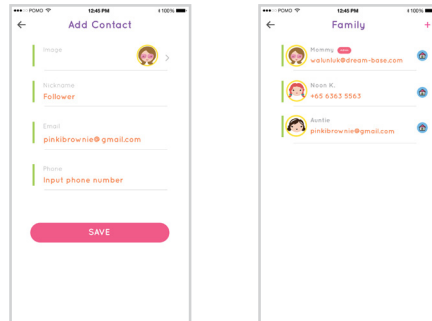 POMO 12:45 PM 100%
Add Contact
Image
Nickname
Follower
Email
pinkibrownie@gmail.com
Phone
Input phone number
SAVE
POMO 12:45 PM 100%
Family
+
Mommy
walunluk@dream-base.com
Noon K.
+65 6363 5563
Auntie
pinkibrownie@gmail.com